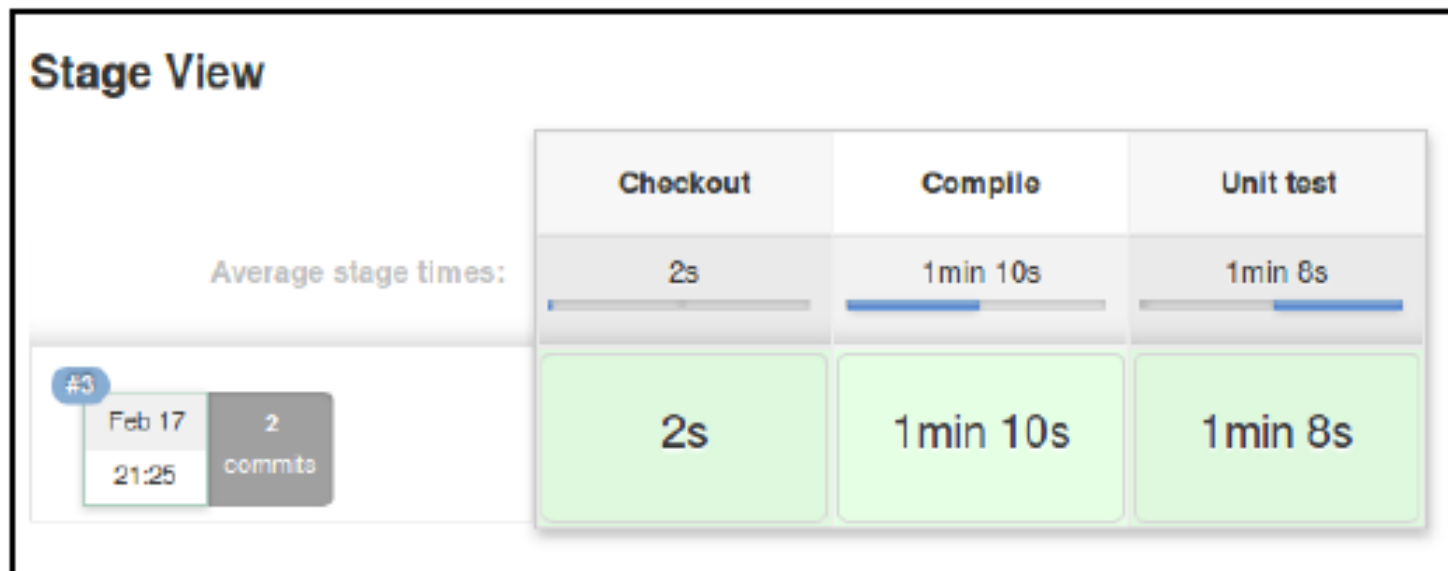 Stage View
Checkout Compile Unit test
Average stage times: 2s 1min 10s 1min 8s
#3
Feb 17 2
21:25 commits
2s 1min 10s 1min 8s